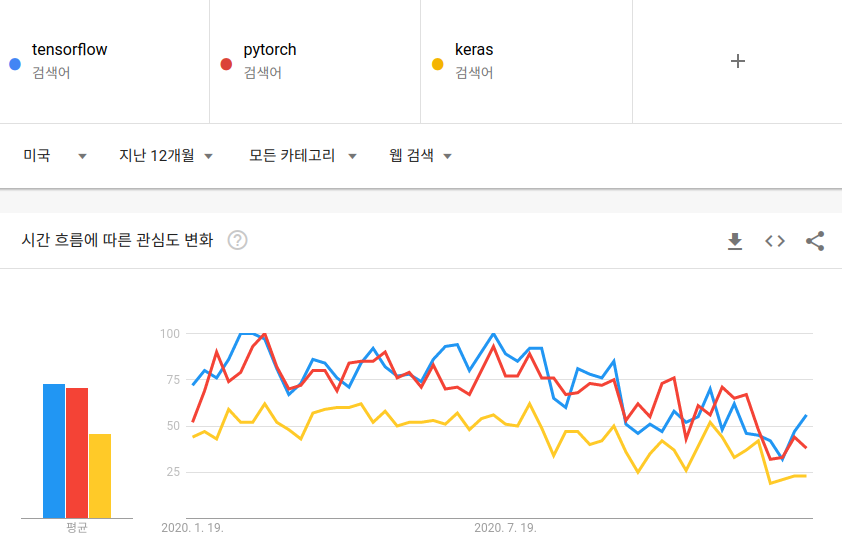 tensorflow
검색어
pytorch
검색어
keras
검색어
미국
지난 12개월
모든 카테고리
웹 검색
시간 흐름에 따른 관심도 변화
100
75
50
25
평균
2020. 1. 19.
2020. 7. 19.